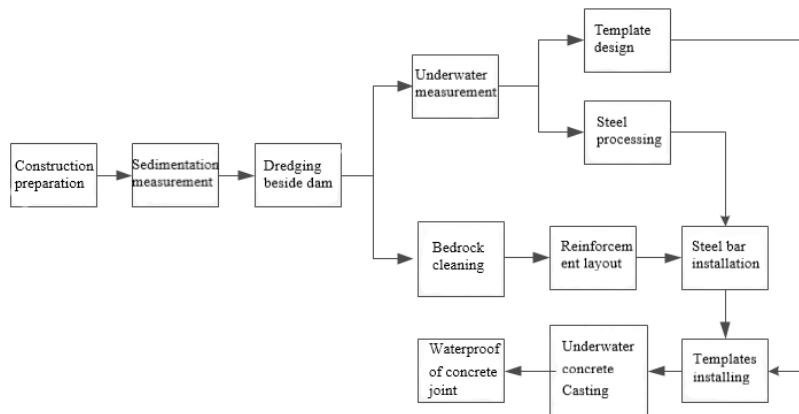 Construction
preparation
Sedimentation
measurement
Dredging
beside dam
Underwater
measurement
Template
design
Steel
processing
Bedrock
cleaning
Reinforcem
ent layout
Steel bar
installation
Templates
installing
Underwater
concrete
Casting
Waterproof
of concrete
joint